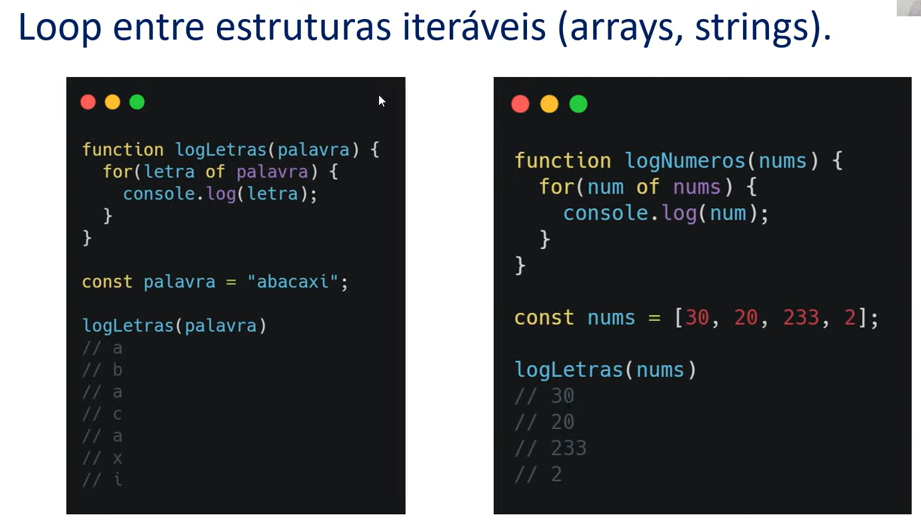 Loop entre estruturas iteráveis (arrays, strings).
function logLetras(palavra) {
  for(letra of palavra) {
    console.log(letra);
  }
}
const palavra = "abacaxi";
logLetras(palavra)
// a
// b
// a
// c
// a
// x
// i
function logNumeros(nums) {
  for(num of nums) {
    console.log(num);
  }
}
const nums = [30, 20, 233, 2];
logLetras(nums)
// 30
// 20
// 233
// 2